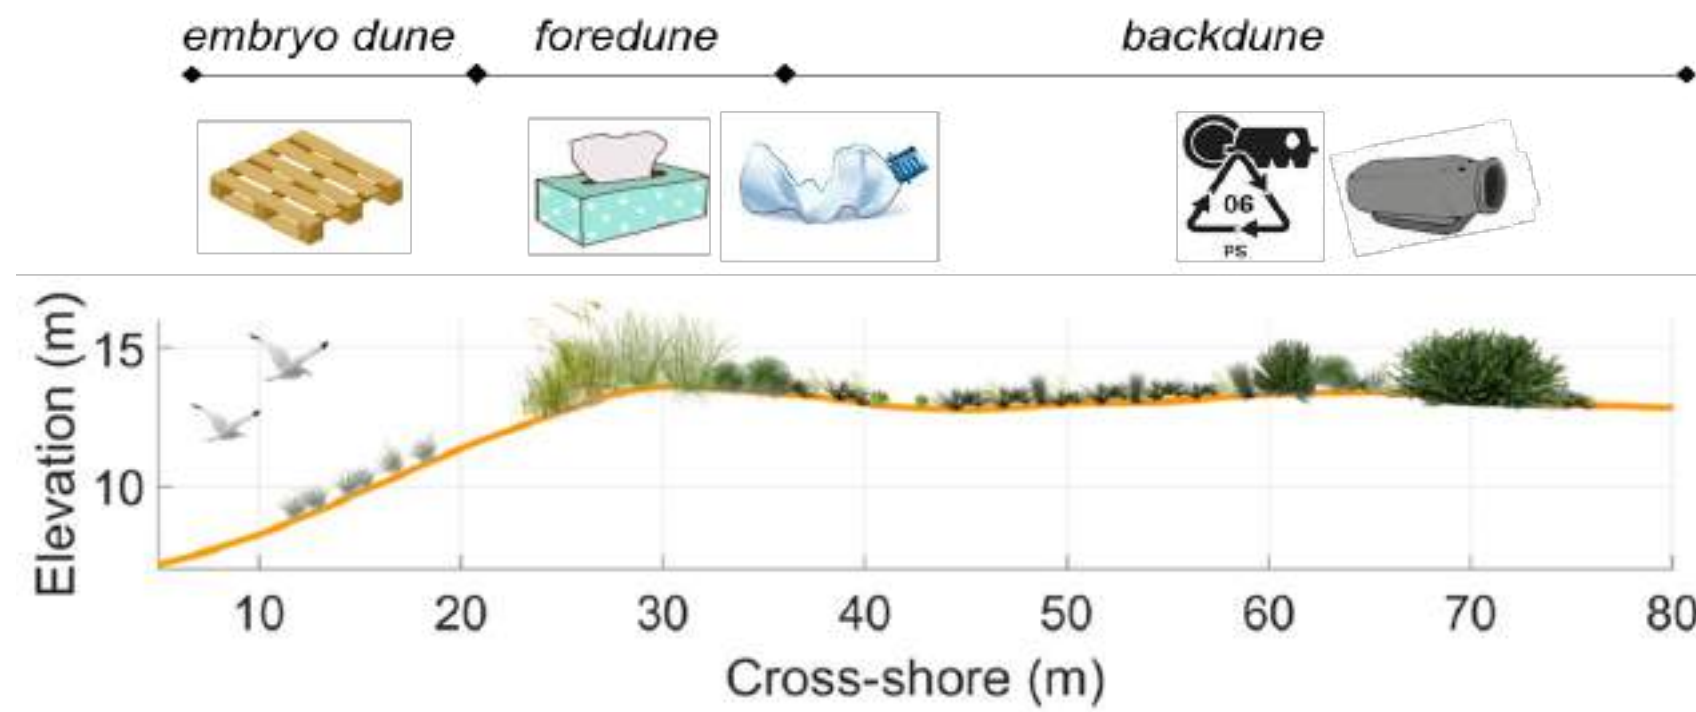 embryo dune foredune backdune
06
PS
Elevation (m)
15
10
10 20 30 40 50 60 70 80
Cross-shore (m)